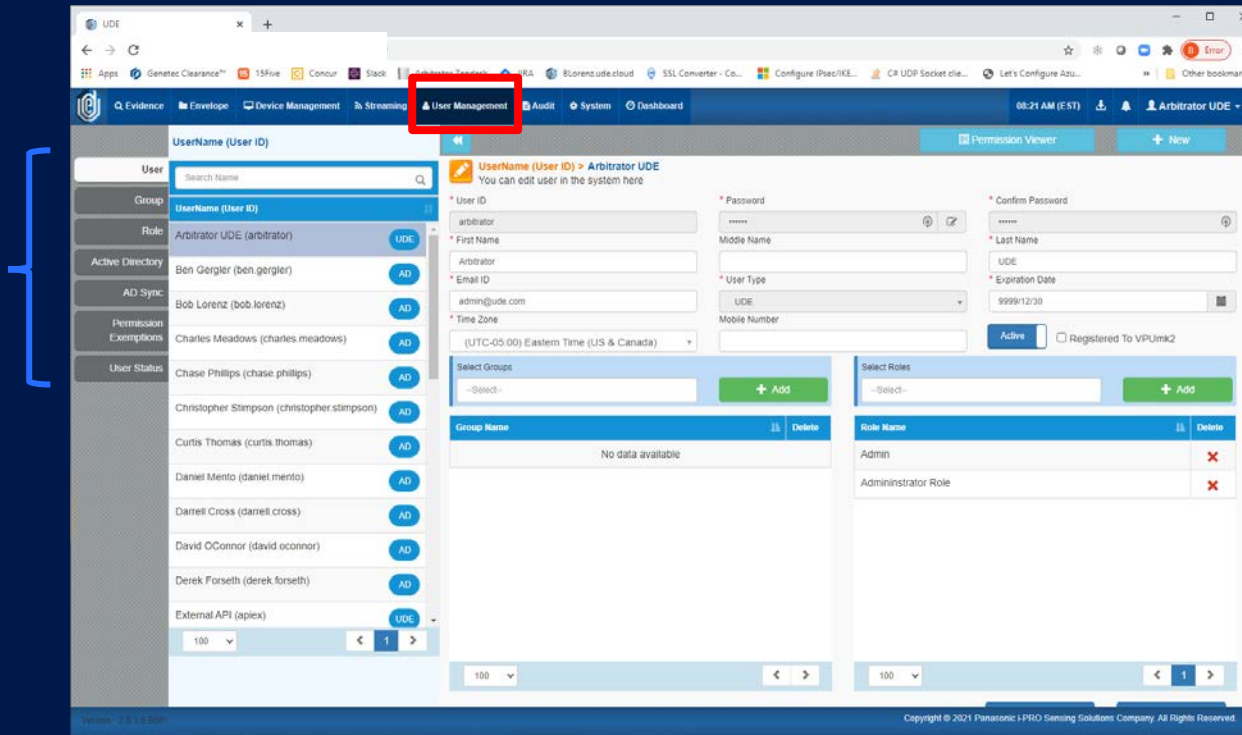 UDE
Error
Apps Genetec Clearance™ 15Five Concur Slack Arbitrator Zendesk JIRA BLorenz.ude.cloud SSL Converter - Co... Configure IPsec/IKE... C# UDP Socket clie... Let's Configure Azu... » Other bookmar
Evidence Envelope Device Management Streaming User Management Audit System Dashboard 08:21 AM (EST) Arbitrator UDE
UserName (User ID)
Permission Viewer + New
User
Group
Role
Active Directory
AD Sync
Permission
Exemptions
User Status
Search Name
UserName (User ID)
Arbitrator UDE (arbitrator) UDE
Ben Gergler (ben.gergler) AD
Bob Lorenz (bob.lorenz) AD
Charles Meadows (charles.meadows) AD
Chase Phillips (chase.phillips) AD
Christopher Stimpson (christopher.stimpson) AD
Curtis Thomas (curtis.thomas) AD
Daniel Mento (daniel.mento) AD
Darrell Cross (darrell.cross) AD
David OConnor (david.oconnor) AD
Derek Forseth (derek.forseth) AD
External API (apiex) UDE
100 1
UserName (User ID) > Arbitrator UDE
You can edit user in the system here
* User ID * Password * Confirm Password
arbitrator ······ ······
* First Name Middle Name * Last Name
Arbitrator UDE
* Email ID * User Type * Expiration Date
admin@ude.com UDE 9999/12/30
* Time Zone Mobile Number
(UTC-05:00) Eastern Time (US & Canada) Active Registered To VPUmk2
Select Groups Select Roles
--Select-- + Add --Select-- + Add
Group Name Delete Role Name Delete
No data available Admin
Admininstrator Role
100 100 1
Copyright © 2021 Panasonic i-PRO Sensing Solutions Company. All Rights Reserved.